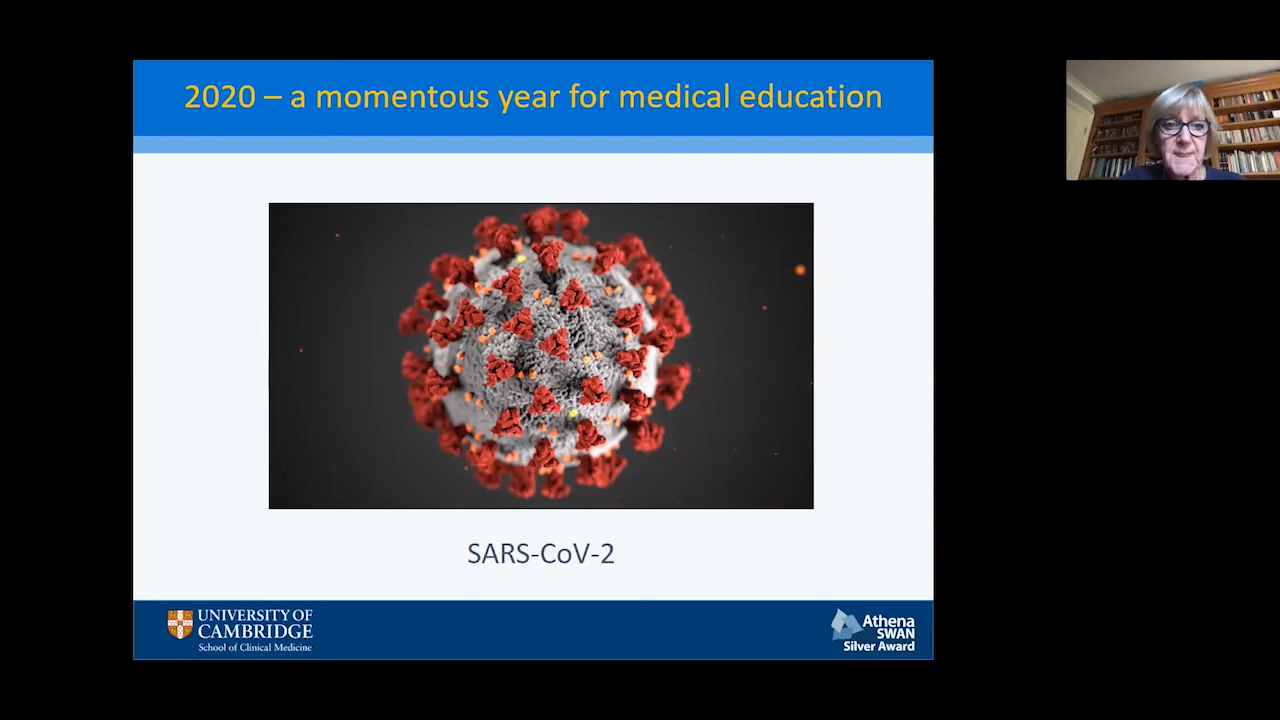 2020 – a momentous year for medical education
SARS-CoV-2
UNIVERSITY OF
CAMBRIDGE
School of Clinical Medicine
Athena
SWAN
Silver Award